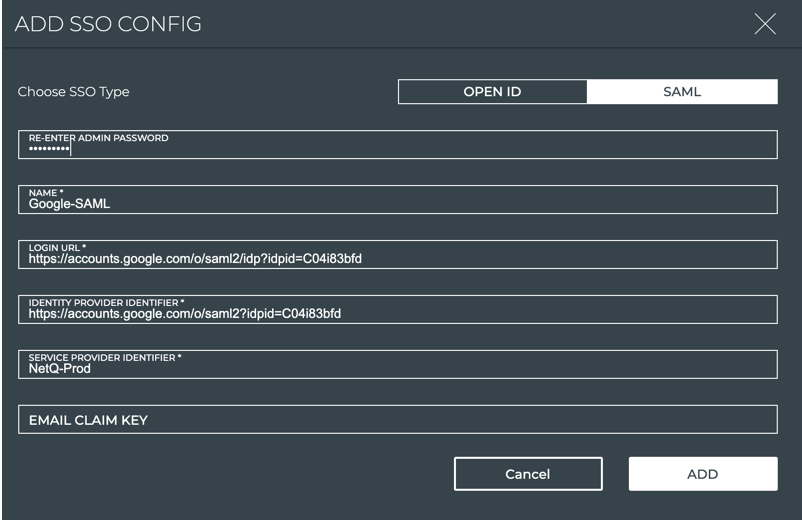 ADD SSO CONFIG
Choose SSO Type
OPEN ID
SAML
RE-ENTER ADMIN PASSWORD
•••••••••
NAME *
Google-SAML
LOGIN URL *
https://accounts.google.com/o/saml2/idp?idpid=C04i83bfd
IDENTITY PROVIDER IDENTIFIER *
https://accounts.google.com/o/saml2?idpid=C04i83bfd
SERVICE PROVIDER IDENTIFIER *
NetQ-Prod
EMAIL CLAIM KEY
Cancel
ADD